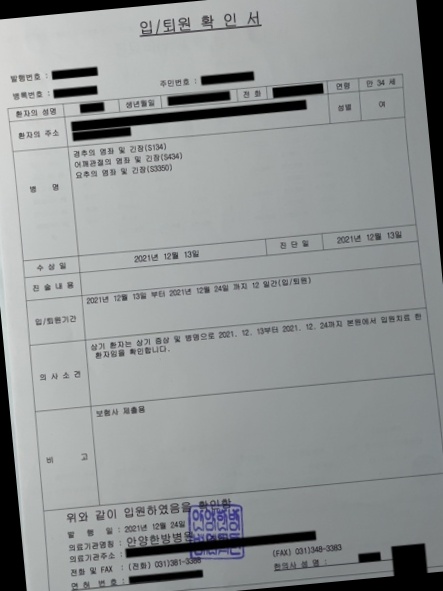 입/퇴원 확 인 서
발행번호 :
병록번호 :
주민번호 :
환자의 성명 생년월일 전 화 연령 만 34 세
환자의 주소 성별 여
병 명
경추의 염좌 및 긴장(S134)
어깨관절의 염좌 및 긴장(S434)
요추의 염좌 및 긴장(S3350)
수 상 일 2021년 12월 13일 진 단 일 2021년 12월 13일
진 술 내 용
입/퇴원기간 2021년 12월 13일 부터 2021년 12월 24일 까지 12 일간(입/퇴원)
의 사 소 견
상기 환자는 상기 증상 및 병명으로 2021. 12. 13부터 2021. 12. 24까지 본원에서 입원치료 한
환자임을 확인합니다.
비 고
보험사 제출용
위와 같이 입원하였음을 확인함
발 행 일 : 2021년 12월 24일
의료기관명칭 : 안양한방병원
의료기관주소 :
전화 및 FAX : (전화) 031)381-3388 (FAX) 031)348-3383
면 허 번 호 : 한의사 성 명 :